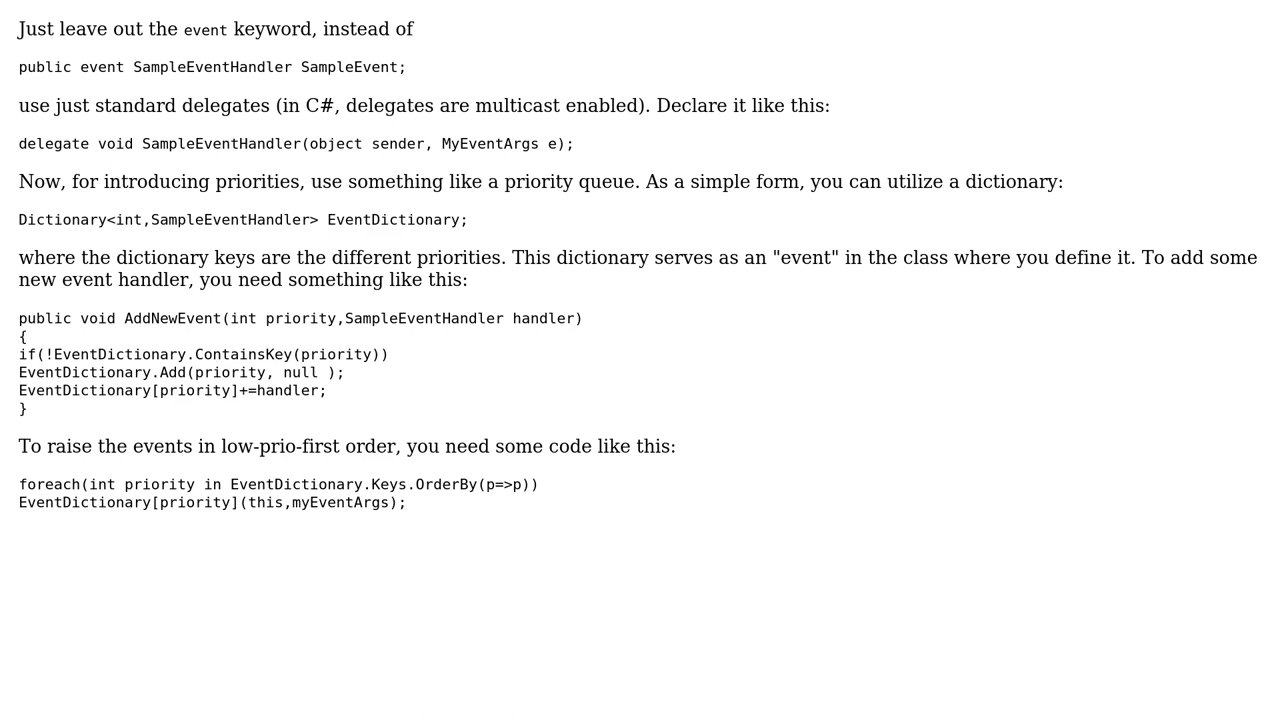 Just leave out the event keyword, instead of
public event SampleEventHandler SampleEvent;
use just standard delegates (in C#, delegates are multicast enabled). Declare it like this:
delegate void SampleEventHandler(object sender, MyEventArgs e);
Now, for introducing priorities, use something like a priority queue. As a simple form, you can utilize a dictionary:
Dictionary<int,SampleEventHandler> EventDictionary;
where the dictionary keys are the different priorities. This dictionary serves as an "event" in the class where you define it. To add some
new event handler, you need something like this:
public void AddNewEvent(int priority,SampleEventHandler handler)
{
if(!EventDictionary.ContainsKey(priority))
EventDictionary.Add(priority, null );
EventDictionary[priority]+=handler;
}
To raise the events in low-prio-first order, you need some code like this:
foreach(int priority in EventDictionary.Keys.OrderBy(p=>p))
EventDictionary[priority](this,myEventArgs);